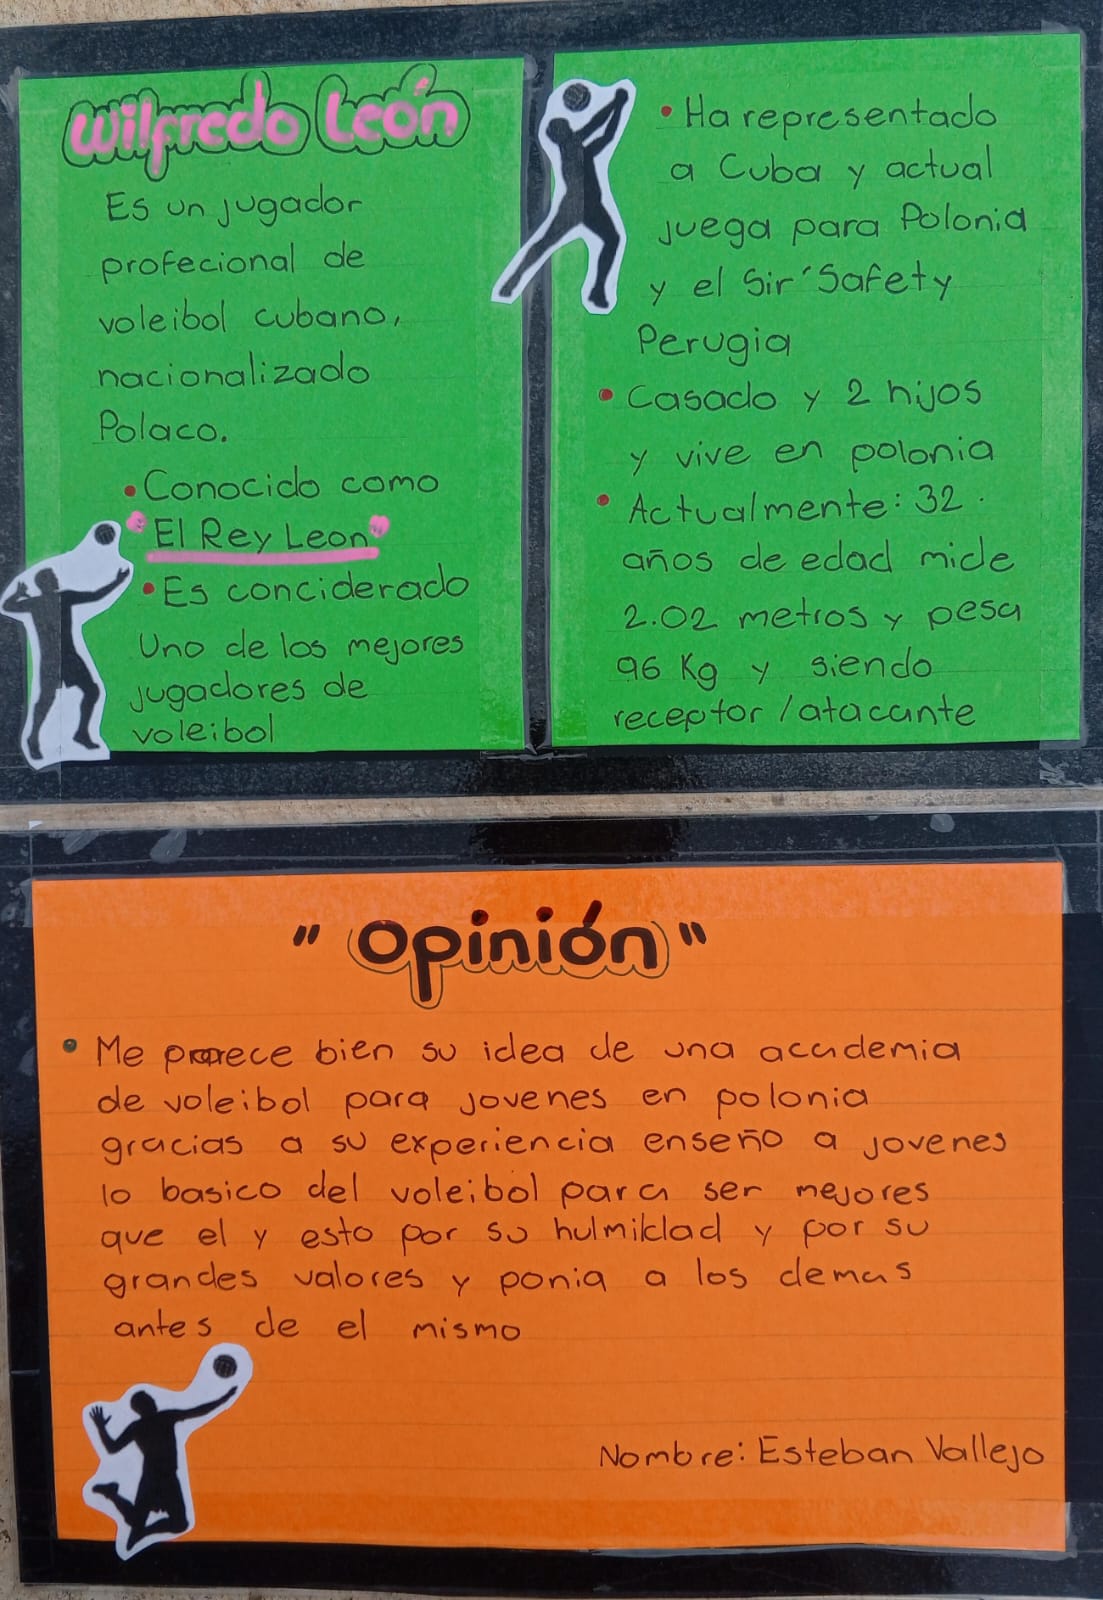 Wilfredo León
Es un jugador
profecional de
voleibol cubano,
nacionalizado
Polaco.
• Conocido como
"El Rey Leon"
• Es conciderado
Uno de los mejores
jugadores de
voleibol
• Ha representado
a Cuba y actual
juega para Polonia
y el Sir'Safety
Perugia
• Casado y 2 hijos
y vive en polonia
• Actualmente: 32
años de edad mide
2.02 metros y pesa
96 Kg y siendo
receptor/atacante
"Opinión"
• Me parece bien su idea de una academia
de voleibol para jovenes en polonia
gracias a su experiencia enseño a jovenes
lo basico del voleibol para ser mejores
que el y esto por su hulmildad y por su
grandes valores y ponia a los demas
antes de el mismo
Nombre: Esteban Vallejo